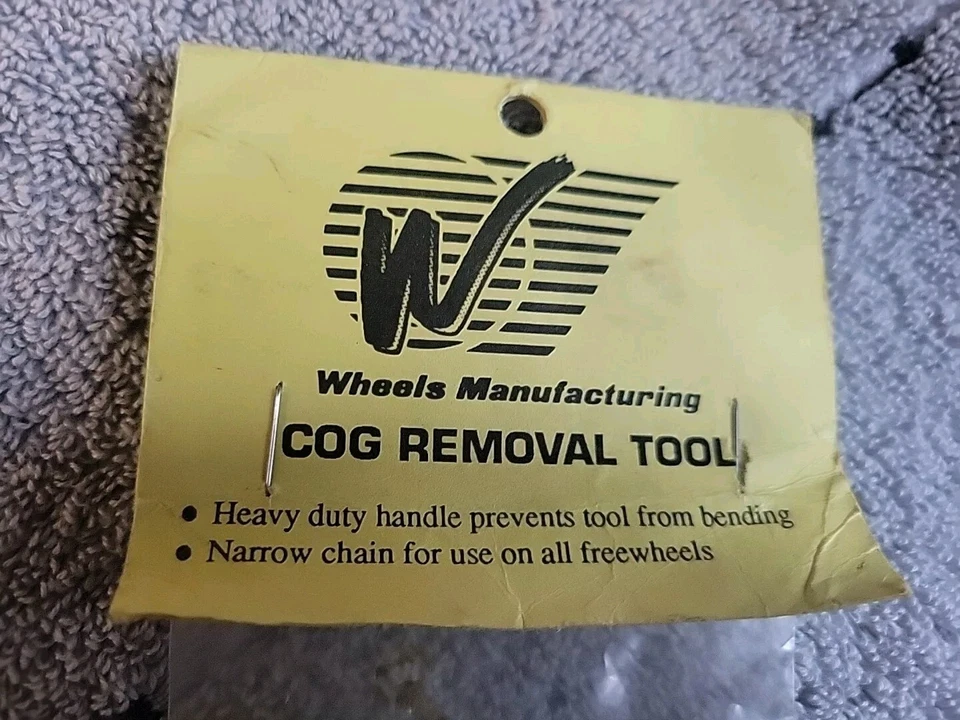 W
Wheels Manufacturing
COG REMOVAL TOOL
• Heavy duty handle prevents tool from bending
• Narrow chain for use on all freewheels